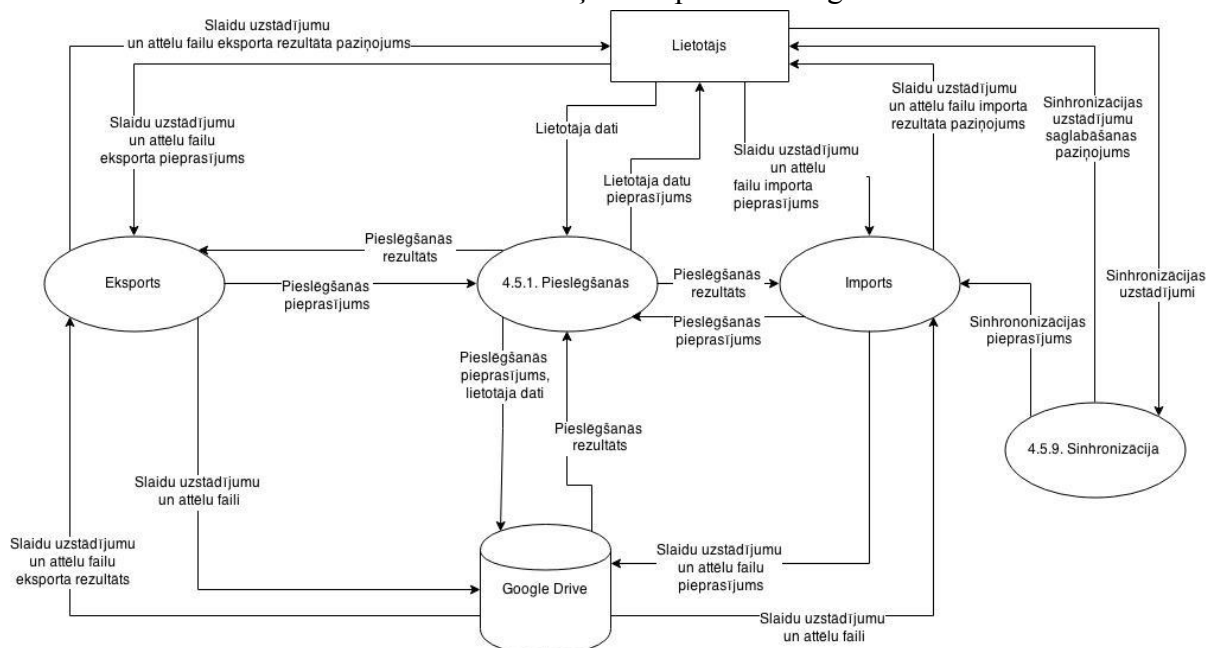 Slaidu uzstādījumu
un attēlu failu eksporta rezultāta paziņojums
Lietotājs
Slaidu uzstādījumu
un attēlu failu
eksporta pieprasījums
Lietotāja dati
Lietotāja datu
pieprasījums
Slaidu uzstādījumu
un attēlu
failu importa
pieprasījums
Slaidu uzstādījumu
un attēlu failu importa
rezultāta paziņojums
Sinhronizācijas
uzstādījumu
saglabāšanas
paziņojums
Sinhronizācijas
uzstādījumi
Eksports
Pieslēgšanās
rezultāts
Pieslēgšanās
pieprasījums
4.5.1. Pieslēgšanās
Pieslēgšanās
rezultāts
Pieslēgšanās
pieprasījums
Imports
Sinhrononizācijas
pieprasījums
Pieslēgšanās
pieprasījums,
lietotāja dati
Pieslēgšanās
rezultāts
4.5.9. Sinhronizācija
Slaidu uzstādījumu
un attēlu faili
Slaidu uzstādījumu
un attēlu failu
eksporta rezultāts
Google Drive
Slaidu uzstādījumu
un attēlu failu
pieprasījums
Slaidu uzstādījumu
un attēlu faili